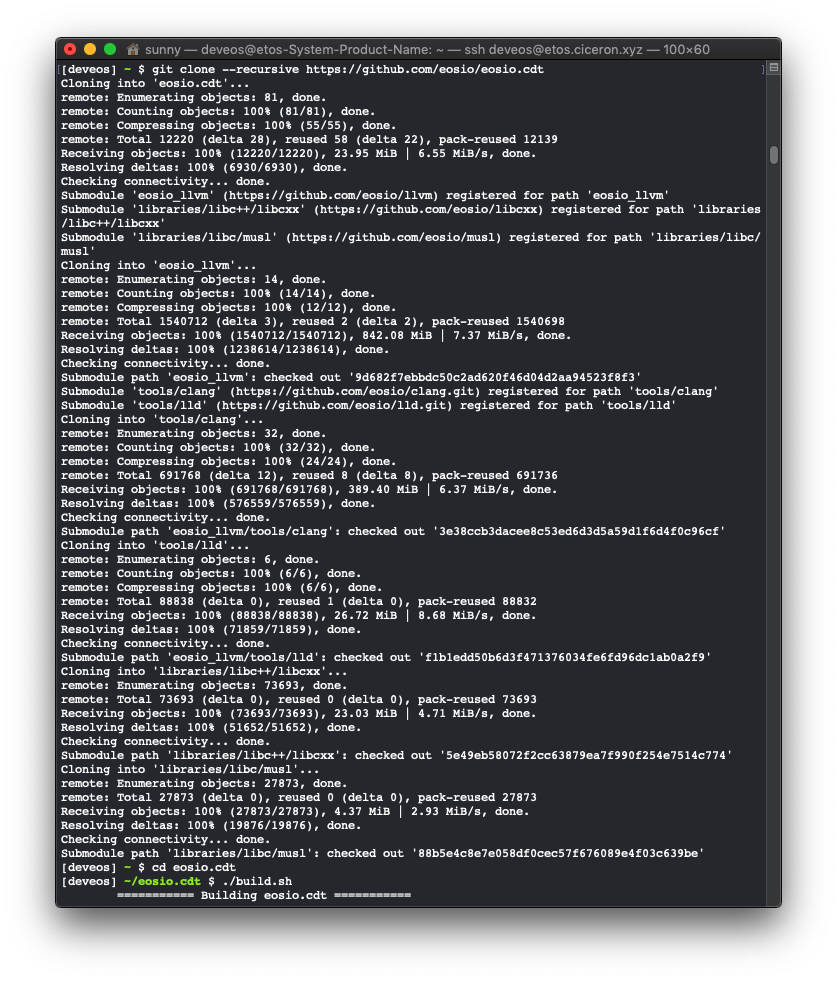 sunny — deveos@etos-System-Product-Name: ~ — ssh deveos@etos.ciceron.xyz — 100×60
[[deveos] ~ $ git clone --recursive https://github.com/eosio/eosio.cdt ]
Cloning into 'eosio.cdt'...
remote: Enumerating objects: 81, done.
remote: Counting objects: 100% (81/81), done.
remote: Compressing objects: 100% (55/55), done.
remote: Total 12220 (delta 28), reused 58 (delta 22), pack-reused 12139
Receiving objects: 100% (12220/12220), 23.95 MiB | 6.55 MiB/s, done.
Resolving deltas: 100% (6930/6930), done.
Checking connectivity... done.
Submodule 'eosio_llvm' (https://github.com/eosio/llvm) registered for path 'eosio_llvm'
Submodule 'libraries/libc++/libcxx' (https://github.com/eosio/libcxx) registered for path 'libraries
/libc++/libcxx'
Submodule 'libraries/libc/musl' (https://github.com/eosio/musl) registered for path 'libraries/libc/
musl'
Cloning into 'eosio_llvm'...
remote: Enumerating objects: 14, done.
remote: Counting objects: 100% (14/14), done.
remote: Compressing objects: 100% (12/12), done.
remote: Total 1540712 (delta 3), reused 2 (delta 2), pack-reused 1540698
Receiving objects: 100% (1540712/1540712), 842.08 MiB | 7.37 MiB/s, done.
Resolving deltas: 100% (1238614/1238614), done.
Checking connectivity... done.
Submodule path 'eosio_llvm': checked out '9d682f7ebbdc50c2ad620f46d04d2aa94523f8f3'
Submodule 'tools/clang' (https://github.com/eosio/clang.git) registered for path 'tools/clang'
Submodule 'tools/lld' (https://github.com/eosio/lld.git) registered for path 'tools/lld'
Cloning into 'tools/clang'...
remote: Enumerating objects: 32, done.
remote: Counting objects: 100% (32/32), done.
remote: Compressing objects: 100% (24/24), done.
remote: Total 691768 (delta 12), reused 8 (delta 8), pack-reused 691736
Receiving objects: 100% (691768/691768), 389.40 MiB | 6.37 MiB/s, done.
Resolving deltas: 100% (576559/576559), done.
Checking connectivity... done.
Submodule path 'eosio_llvm/tools/clang': checked out '3e38ccb3dacee8c53ed6d3d5a59d1f6d4f0c96cf'
Cloning into 'tools/lld'...
remote: Enumerating objects: 6, done.
remote: Counting objects: 100% (6/6), done.
remote: Compressing objects: 100% (6/6), done.
remote: Total 88838 (delta 0), reused 1 (delta 0), pack-reused 88832
Receiving objects: 100% (88838/88838), 26.72 MiB | 8.68 MiB/s, done.
Resolving deltas: 100% (71859/71859), done.
Checking connectivity... done.
Submodule path 'eosio_llvm/tools/lld': checked out 'f1b1edd50b6d3f471376034fe6fd96dc1ab0a2f9'
Cloning into 'libraries/libc++/libcxx'...
remote: Enumerating objects: 73693, done.
remote: Total 73693 (delta 0), reused 0 (delta 0), pack-reused 73693
Receiving objects: 100% (73693/73693), 23.03 MiB | 4.71 MiB/s, done.
Resolving deltas: 100% (51652/51652), done.
Checking connectivity... done.
Submodule path 'libraries/libc++/libcxx': checked out '5e49eb58072f2cc63879ea7f990f254e7514c774'
Cloning into 'libraries/libc/musl'...
remote: Enumerating objects: 27873, done.
remote: Total 27873 (delta 0), reused 0 (delta 0), pack-reused 27873
Receiving objects: 100% (27873/27873), 4.37 MiB | 2.93 MiB/s, done.
Resolving deltas: 100% (19876/19876), done.
Checking connectivity... done.
Submodule path 'libraries/libc/musl': checked out '88b5e4c8e7e058df0cec57f676089e4f03c639be'
[deveos] ~ $ cd eosio.cdt
[deveos] ~/eosio.cdt $ ./build.sh
=========== Building eosio.cdt ===========